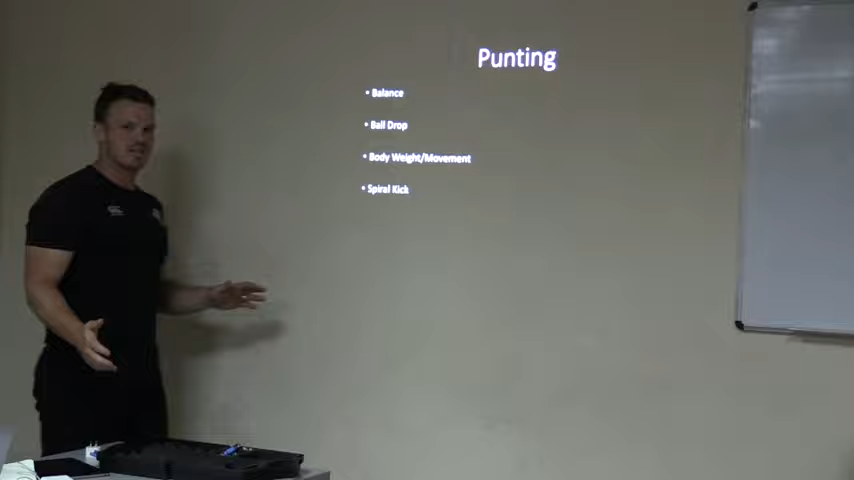 Punting
• Balance
• Ball Drop
• Body Weight/Movement
• Spiral Kick